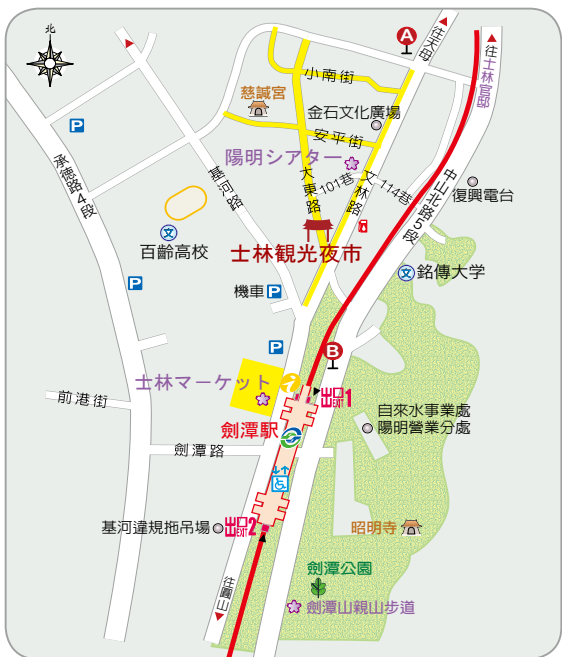 北
往天母
A
往士林官邸
小南街
慈諴宮
金石文化廣場
P
安平街
陽明シアター
大東路
101巷
文林路
114巷
中山北路5段
復興電台
承德路4段
基河路
文
百齡高校
士林観光夜市
文
銘傳大学
P
機車 P
P
B
士林マーケット
i
出口1
EXIT
前港街
自來水事業處
陽明營業分處
劍潭駅
劍潭路
基河違規拖吊場
出口2
EXIT
昭明寺
劍潭公園
往圓山
劍潭山親山步道